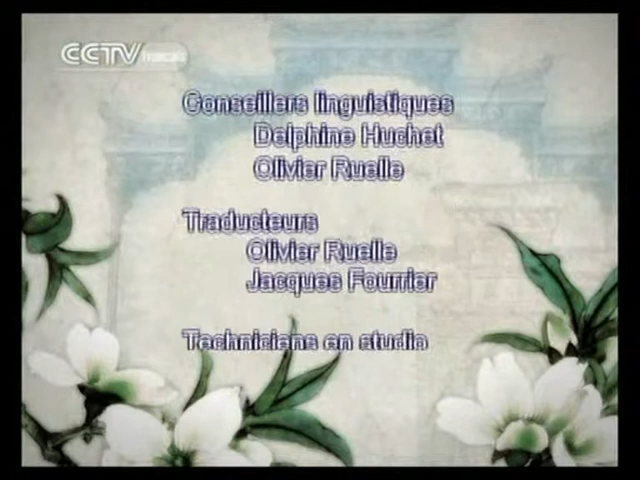 CCTV français
Conseillers linguistiques
Delphine Huchet
Olivier Ruelle
Traducteurs
Olivier Ruelle
Jacques Fourrier
Techniciens en studio